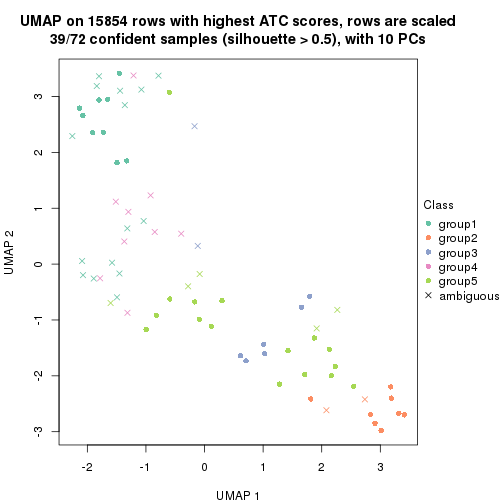 UMAP on 15854 rows with highest ATC scores, rows are scaled
39/72 confident samples (silhouette > 0.5), with 10 PCs
3
2
1
0
-1
-2
-3
UMAP 2
-2
-1
0
1
2
3
UMAP 1
Class
group1
group2
group3
group4
group5
ambiguous